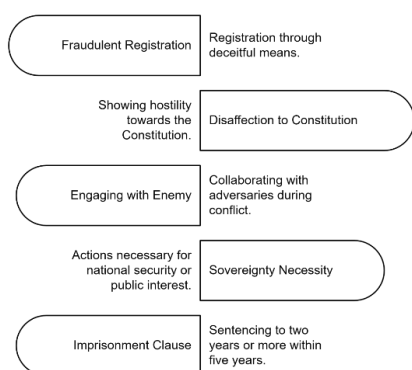 Fraudulent Registration
Registration through
deceitful means.
Showing hostility
towards the
Constitution.
Disaffection to Constitution
Engaging with Enemy
Collaborating with
adversaries during
conflict.
Actions necessary for
national security or
public interest.
Sovereignty Necessity
Imprisonment Clause
Sentencing to two
years or more within
five years.